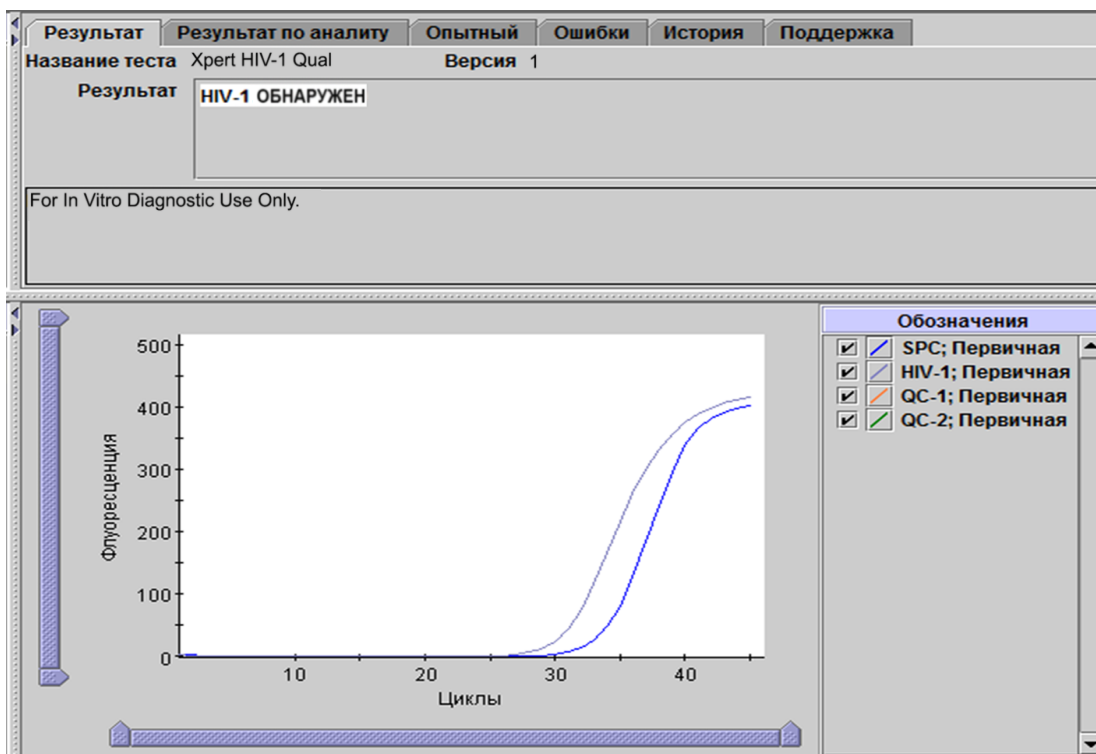 Результат Результат по аналиту Опытный Ошибки История Поддержка
Название теста Xpert HIV-1 Qual Версия 1
Результат HIV-1 ОБНАРУЖЕН
For In Vitro Diagnostic Use Only.
Обозначения
SPC; Первичная
HIV-1; Первичная
QC-1; Первичная
QC-2; Первичная
Флуоресценция
500
400
300
200
100
0
10 20 30 40
Циклы